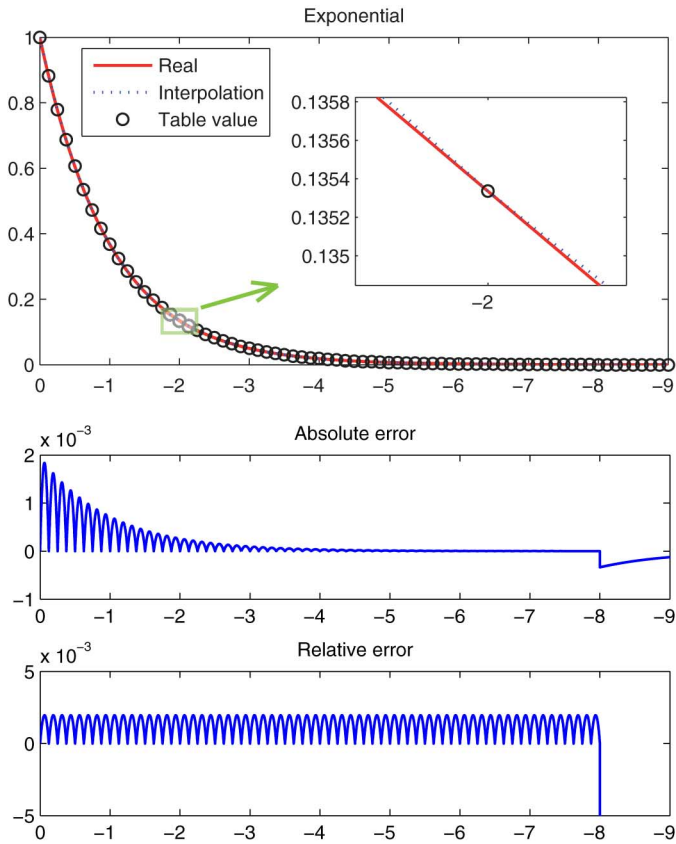 Exponential
1
0.8
0.6
0.4
0.2
0
Real
Interpolation
Table value
0.1358
0.1356
0.1354
0.1352
0.135
−2
0 −1 −2 −3 −4 −5 −6 −7 −8 −9
Absolute error
x 10−3
2
1
0
−1
0 −1 −2 −3 −4 −5 −6 −7 −8 −9
Relative error
x 10−3
5
0
−5
0 −1 −2 −3 −4 −5 −6 −7 −8 −9